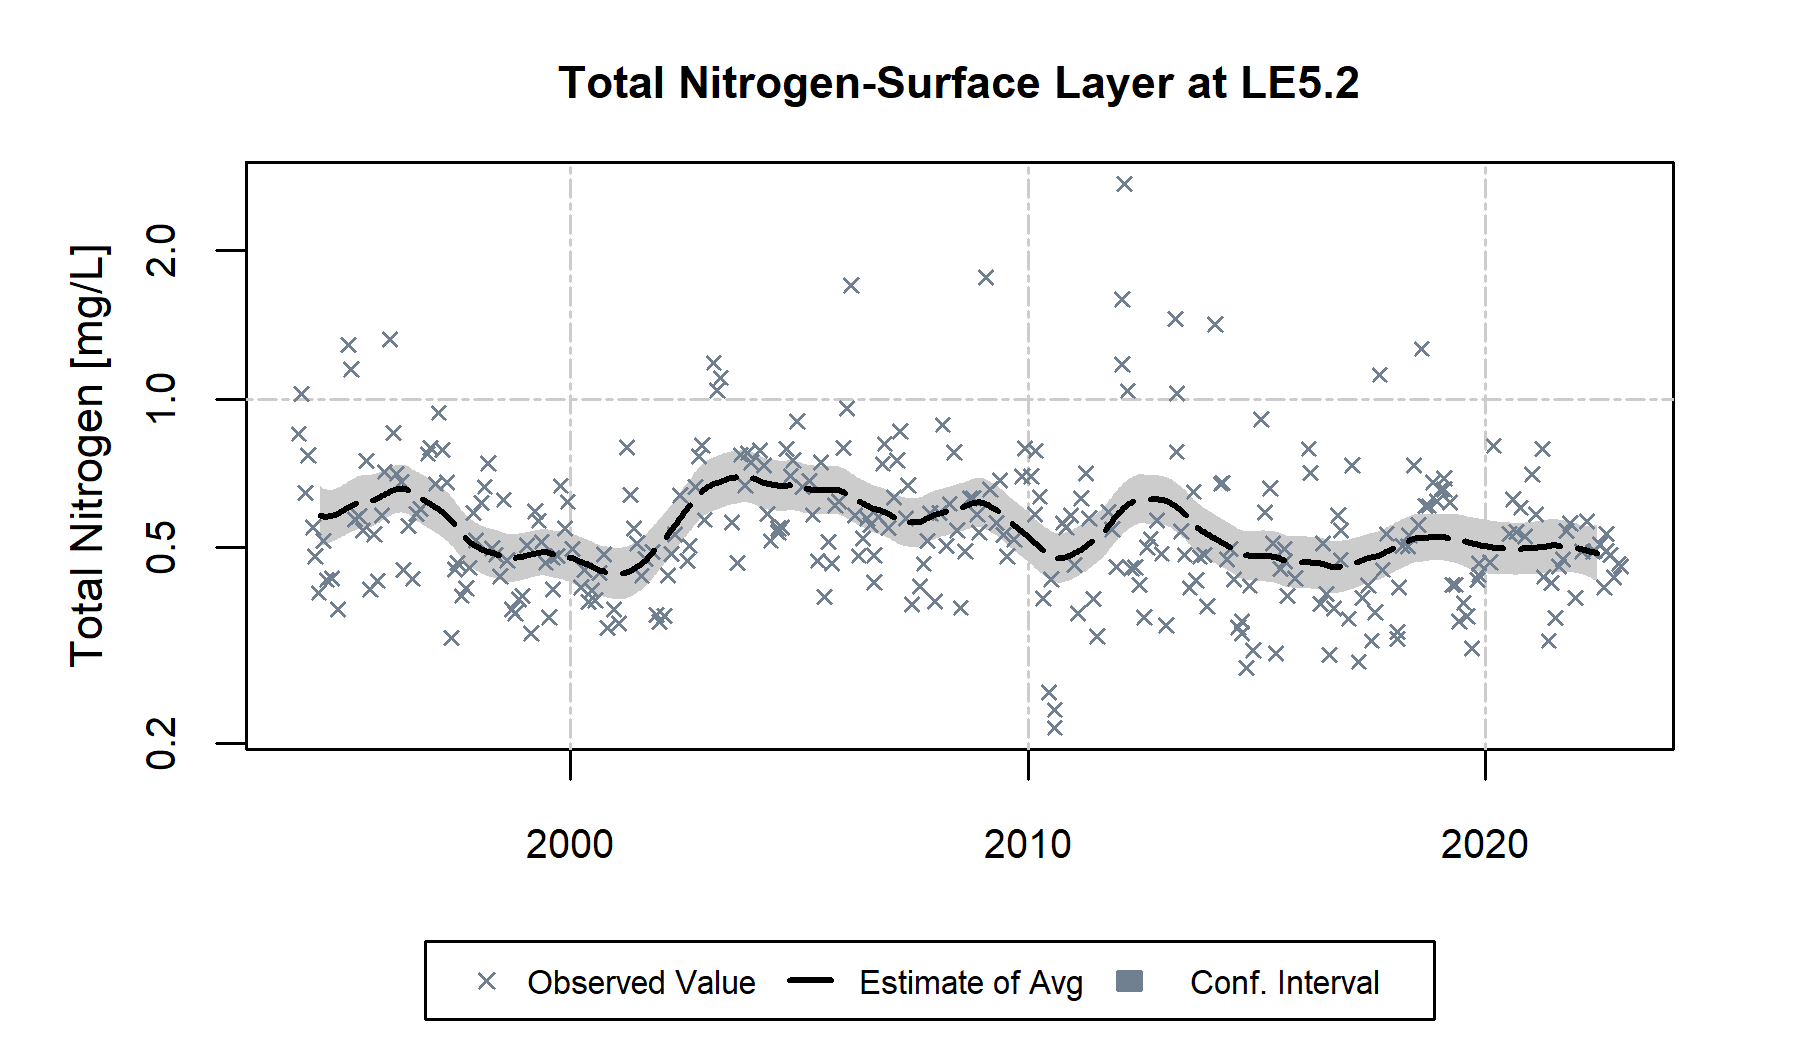 Total Nitrogen-Surface Layer at LE5.2
Total Nitrogen [mg/L]
2.0
1.0
0.5
0.2
2000 2010 2020
Observed Value Estimate of Avg Conf. Interval